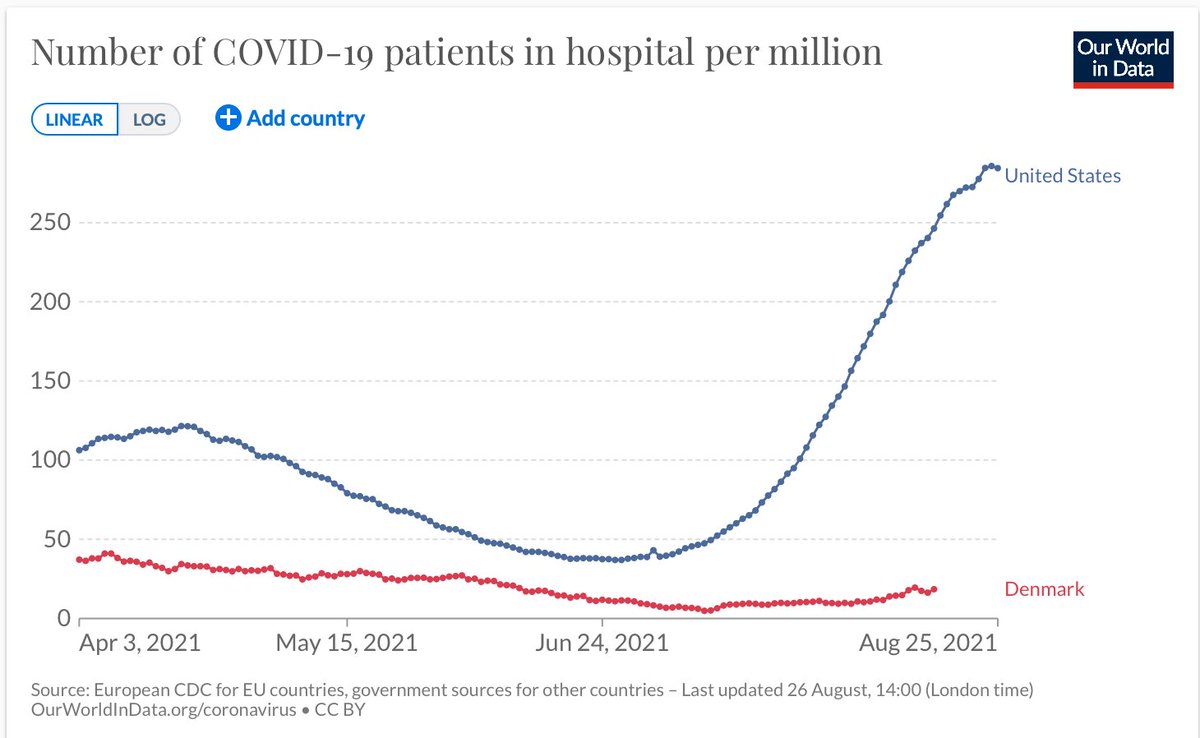 Number of COVID-19 patients in hospital per million
Our World
in Data
LINEAR LOG
Add country
United States
250
200
150
100
50
0
Denmark
Apr 3, 2021 May 15, 2021 Jun 24, 2021 Aug 25, 2021
Source: European CDC for EU countries, government sources for other countries – Last updated 26 August, 14:00 (London time)
OurWorldInData.org/coronavirus • CC BY